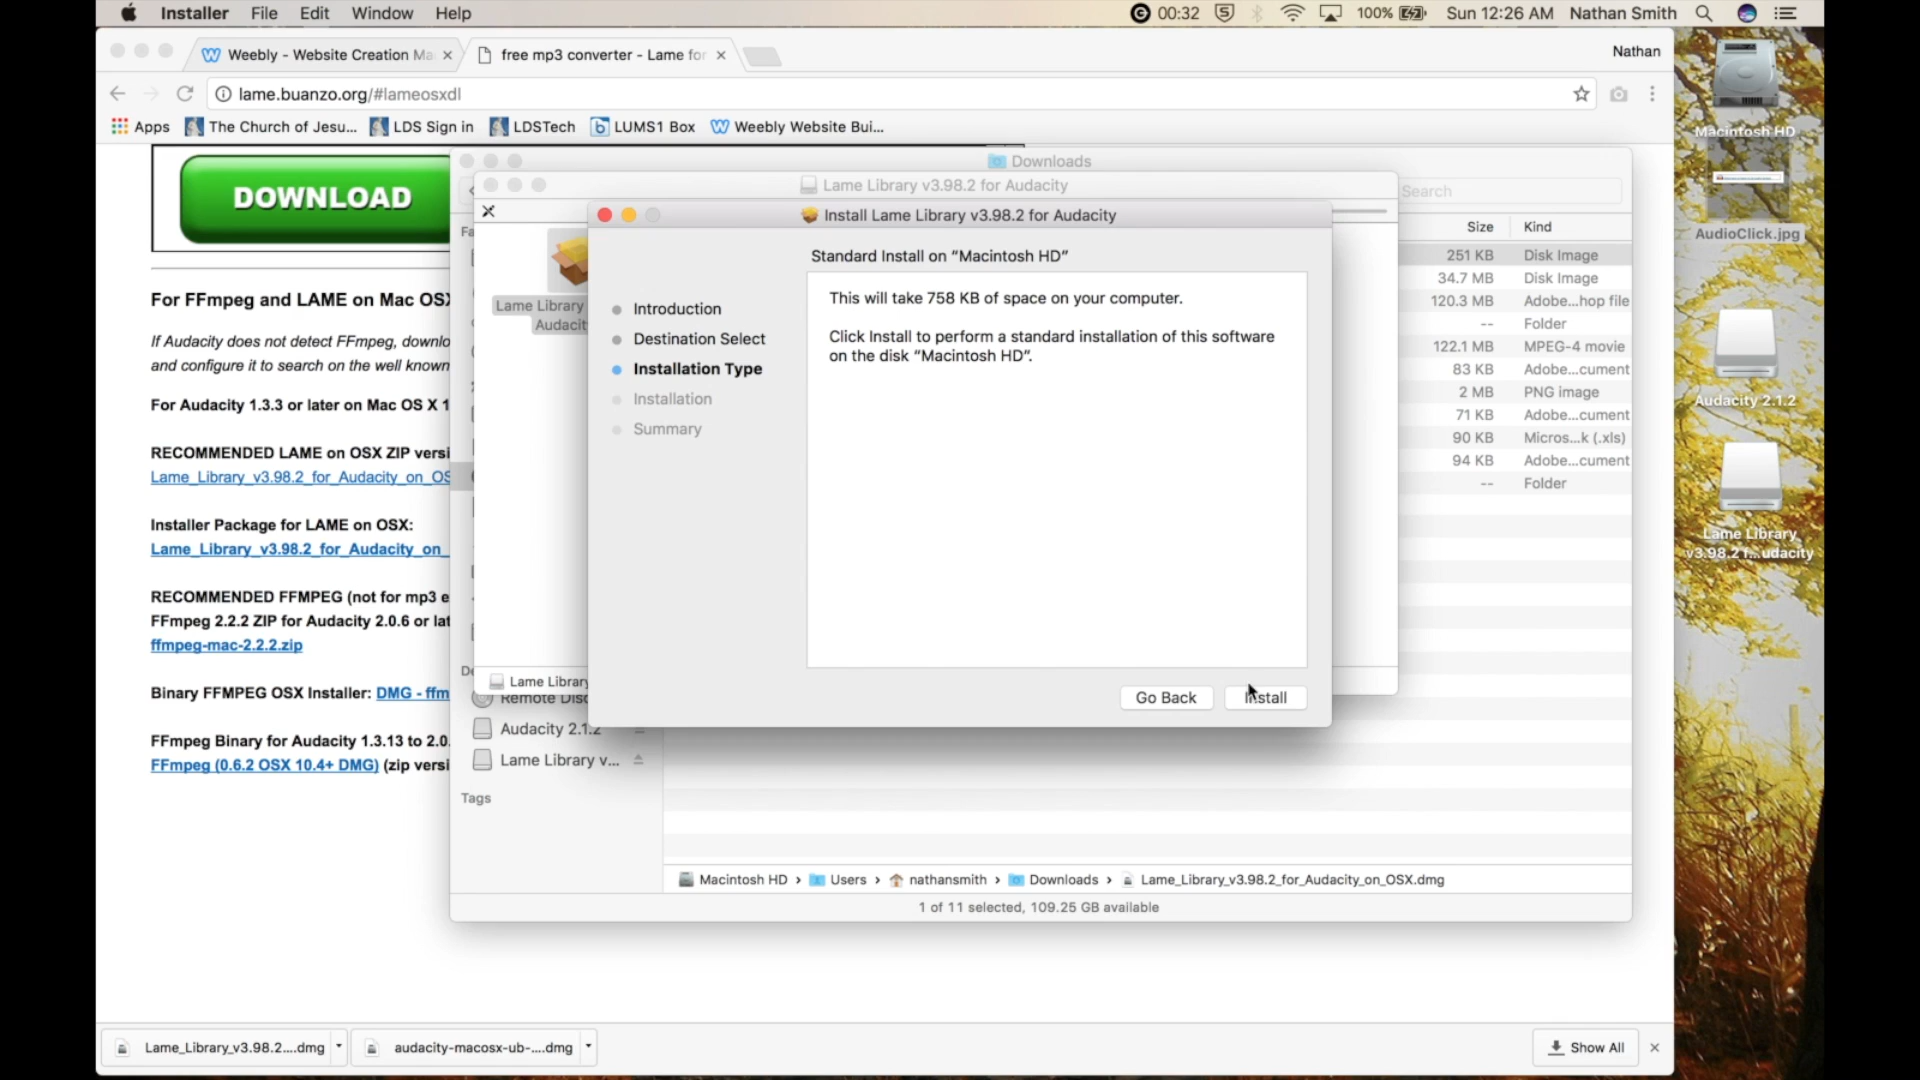 Installer File Edit Window Help
00:32 100% Sun 12:26 AM Nathan Smith
Weebly - Website Creation Ma
free mp3 converter - Lame for
Nathan
lame.buanzo.org/#lameosxdl
Apps The Church of Jesu... LDS Sign in LDSTech LUMS1 Box Weebly Website Bui...
DOWNLOAD
For FFmpeg and LAME on Mac OSX
If Audacity does not detect FFmpeg, downlo
and configure it to search on the well known
For Audacity 1.3.3 or later on Mac OS X 1
RECOMMENDED LAME on OSX ZIP versi
Lame_Library_v3.98.2_for_Audacity_on_OS
Installer Package for LAME on OSX:
Lame_Library_v3.98.2_for_Audacity_on_
RECOMMENDED FFMPEG (not for mp3 e
FFmpeg 2.2.2 ZIP for Audacity 2.0.6 or lat
ffmpeg-mac-2.2.2.zip
Binary FFMPEG OSX Installer: DMG - ffm
FFmpeg Binary for Audacity 1.3.13 to 2.0.
FFmpeg (0.6.2 OSX 10.4+ DMG) (zip versi
Downloads
Search
Lame Library v3.98.2 for Audacity
Fa
Lame Library
Audacit
Lame Library
De
Remote Disc
Audacity 2.1.2
Lame Library v...
Tags
Install Lame Library v3.98.2 for Audacity
Standard Install on “Macintosh HD”
Introduction
Destination Select
Installation Type
Installation
Summary
This will take 758 KB of space on your computer.
Click Install to perform a standard installation of this software
on the disk “Macintosh HD”.
Go Back
Install
Size Kind
251 KB Disk Image
34.7 MB Disk Image
120.3 MB Adobe...hop file
-- Folder
122.1 MB MPEG-4 movie
83 KB Adobe...cument
2 MB PNG image
71 KB Adobe...cument
90 KB Micros...k (.xls)
94 KB Adobe...cument
-- Folder
Macintosh HD › Users › nathansmith › Downloads › Lame_Library_v3.98.2_for_Audacity_on_OSX.dmg
1 of 11 selected, 109.25 GB available
Macintosh HD
AudioClick.jpg
Audacity 2.1.2
Lame Library
v3.98.2 f...udacity
Lame_Library_v3.98.2....dmg
audacity-macosx-ub-....dmg
Show All